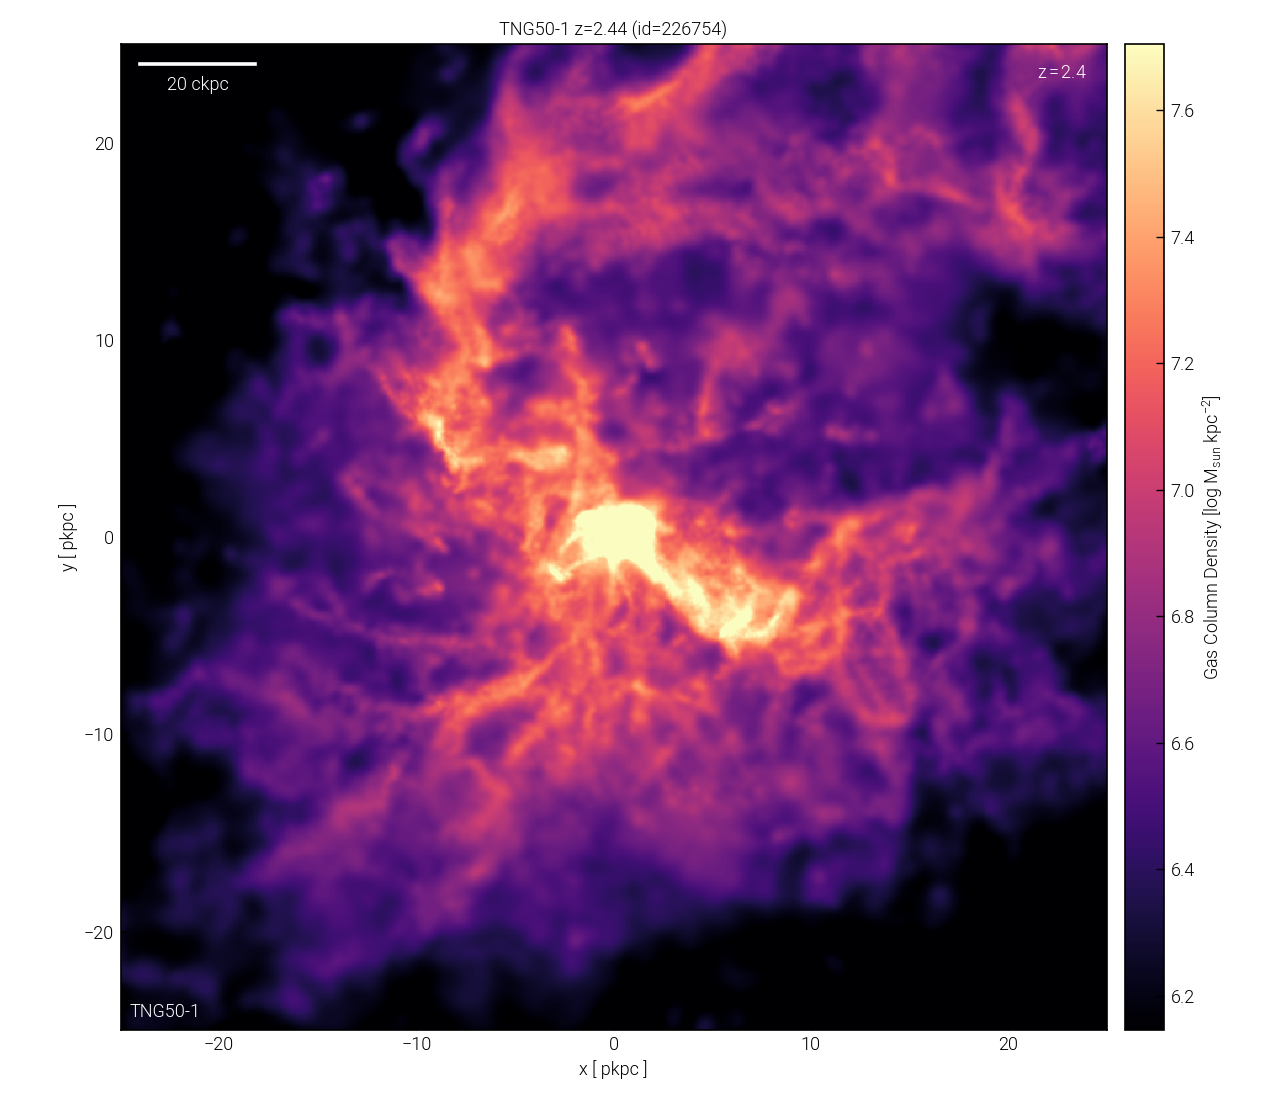 TNG50-1 z=2.44 (id=226754)
20 ckpc
z=2.4
20
10
0
−10
−20
y [ pkpc ]
TNG50-1
−20
−10
0
10
20
x [ pkpc ]
7.6
7.4
7.2
7.0
6.8
6.6
6.4
6.2
Gas Column Density [log M_sun kpc^−2]